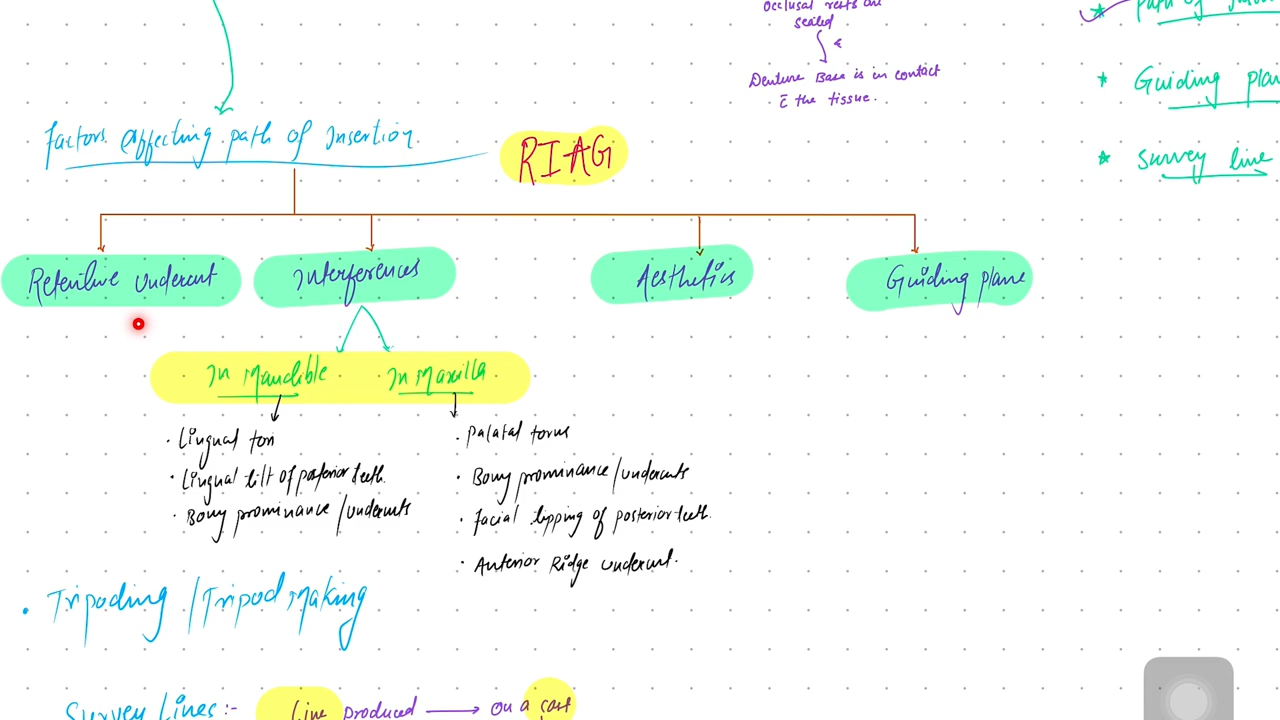 occlusal rests are
seated
&
Denture Base is in contact
c̄ the tissue.
* path of
* Guiding plan
* Survey line
Factors affecting path of Insertion
RIAG
Retentive Undercut
Interferences
Aesthetics
Guiding plane
In Mandible
In Maxilla
· Lingual tori
· Lingual tilt of posterior teeth.
· Bony prominance/undercuts
· Palatal torus
· Bony prominance/undercuts
· Facial tipping of posterior teeth.
· Anterior Ridge undercut.
· Tripoding / Tripod Making
Survey Lines:- Line produced → on a cast